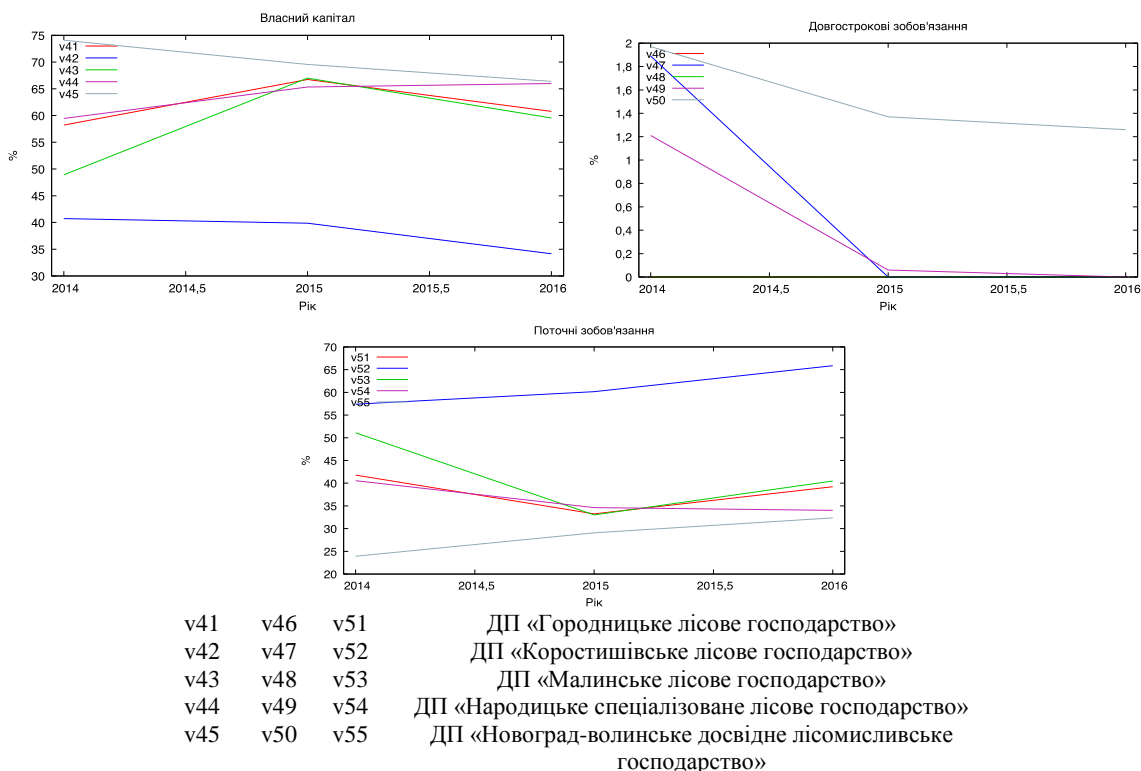 Власний капітал
75
70
65
60
55
50
45
40
35
30
%
v41
v42
v43
v44
v45
2014 2014,5 2015 2015,5 2016
Рік
Довгострокові зобов'язання
2
1,8
1,6
1,4
1,2
1
0,8
0,6
0,4
0,2
0
%
v46
v47
v48
v49
v50
2014 2014,5 2015 2015,5 2016
Рік
Поточні зобов'язання
70
65
60
55
50
45
40
35
30
25
20
%
v51
v52
v53
v54
v55
2014 2014,5 2015 2015,5 2016
Рік
v41 v46 v51 ДП «Городницьке лісове господарство»
v42 v47 v52 ДП «Коростишівське лісове господарство»
v43 v48 v53 ДП «Малинське лісове господарство»
v44 v49 v54 ДП «Народицьке спеціалізоване лісове господарство»
v45 v50 v55 ДП «Новоград-волинське досвідне лісомисливське
господарство»